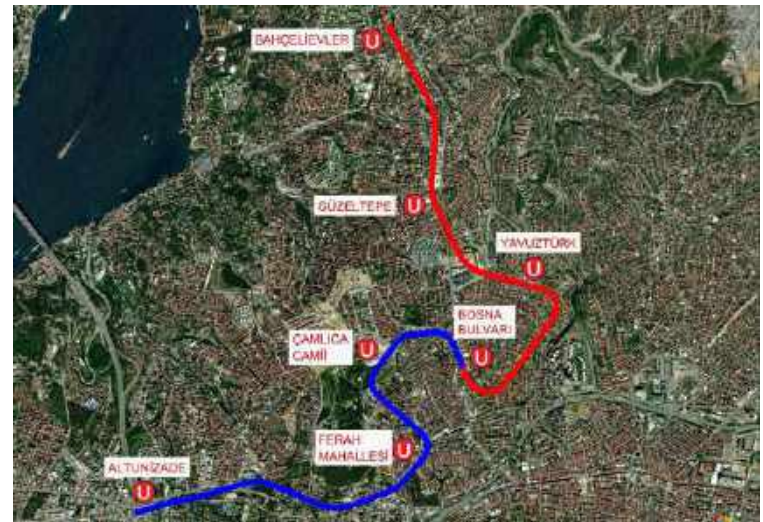 BAHÇELİEVLER
U
GÜZELTEPE
U
YAVUZTÜRK
U
BOSNA
BULVARI
U
ÇAMLICA
CAMİİ
U
FERAH
MAHALLESİ
U
ALTUNİZADE
U